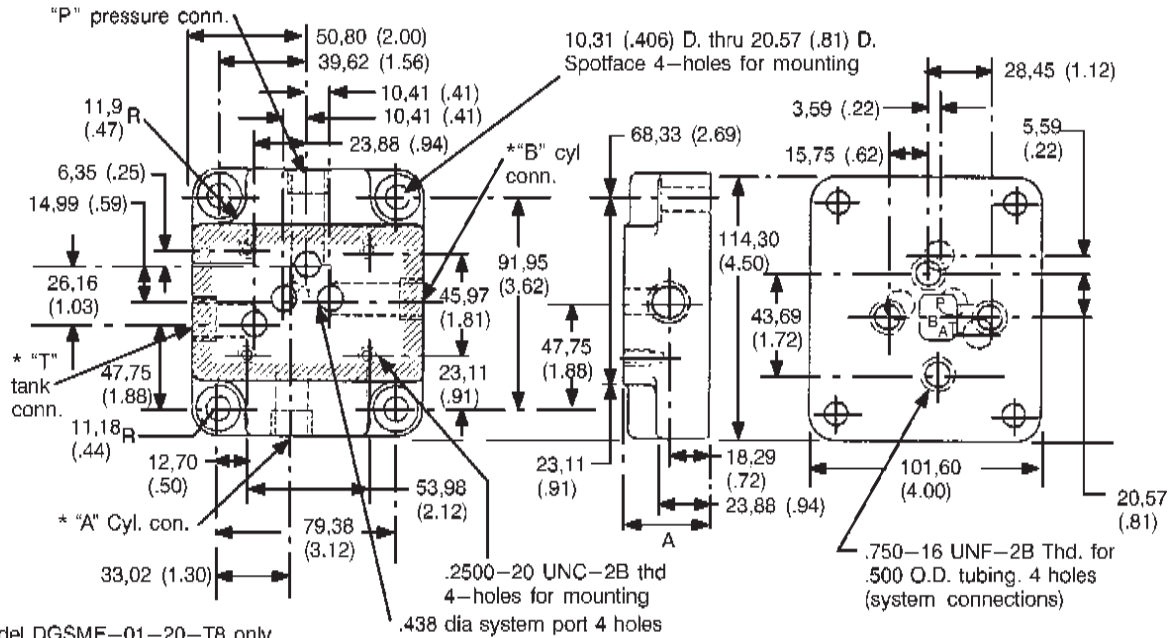 "P" pressure conn.
50,80 (2.00)
39,62 (1.56)
10,41 (.41)
10,41 (.41)
23,88 (.94)
11,9 R
(.47)
6,35 (.25)
14,99 (.59)
26,16
(1.03)
* "T"
tank
conn.
47,75
(1.88)
11,18 R
(.44)
12,70
(.50)
* "A" Cyl. con.
33,02 (1.30)
79,38
(3.12)
53,98
(2.12)
10,31 (.406) D. thru 20.57 (.81) D.
Spotface 4-holes for mounting
*"B" cyl
conn.
91,95
(3.62)
45,97
(1.81)
23,11
(.91)
.2500-20 UNC-2B thd
4-holes for mounting
.438 dia system port 4 holes
68,33 (2.69)
47,75
(1.88)
23,11
(.91)
114,30
(4.50)
18,29
(.72)
23,88 (.94)
A
28,45 (1.12)
3,59 (.22)
15,75 (.62)
5,59
(.22)
43,69
(1.72)
P
B
A
T
101,60
(4.00)
20,57
(.81)
.750-16 UNF-2B Thd. for
.500 O.D. tubing. 4 holes
(system connections)
del DGSME-01-20-T8 only